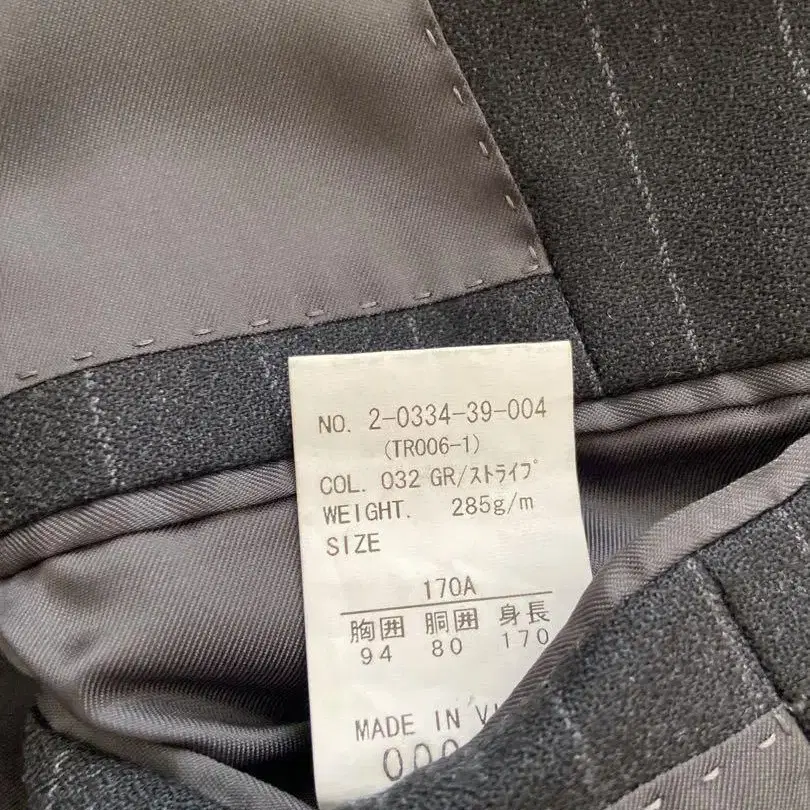 NO. 2-0334-39-004
(TR006-1)
COL. 032 GR/ストライプ
WEIGHT. 285g/m
SIZE
170A
胸囲 胴囲 身長
94 80 170
MADE IN
000